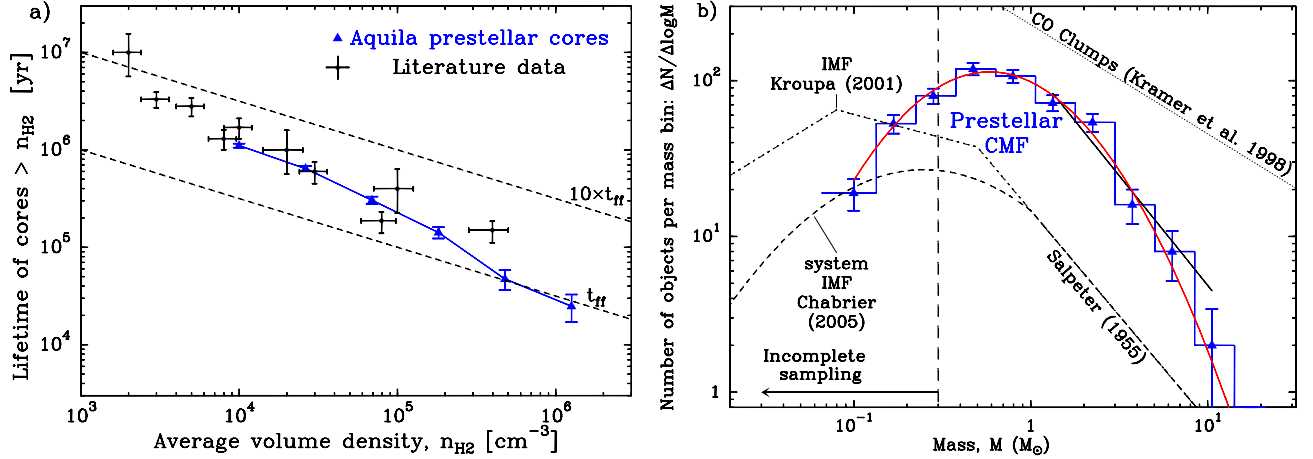 a)
Lifetime of cores > n_H2 [yr]
10^7
10^6
10^5
10^4
Aquila prestellar cores
Literature data
10×t_ff
t_ff
10^3
10^4
10^5
10^6
Average volume density, n_H2 [cm^-3]
b)
Number of objects per mass bin: ΔN/ΔlogM
10^2
10
1
CO Clumps (Kramer et al. 1998)
IMF
Kroupa (2001)
Prestellar
CMF
system
IMF
Chabrier
(2005)
Salpeter (1955)
Incomplete
sampling
10^-1
1
10^1
Mass, M (M_⊙)